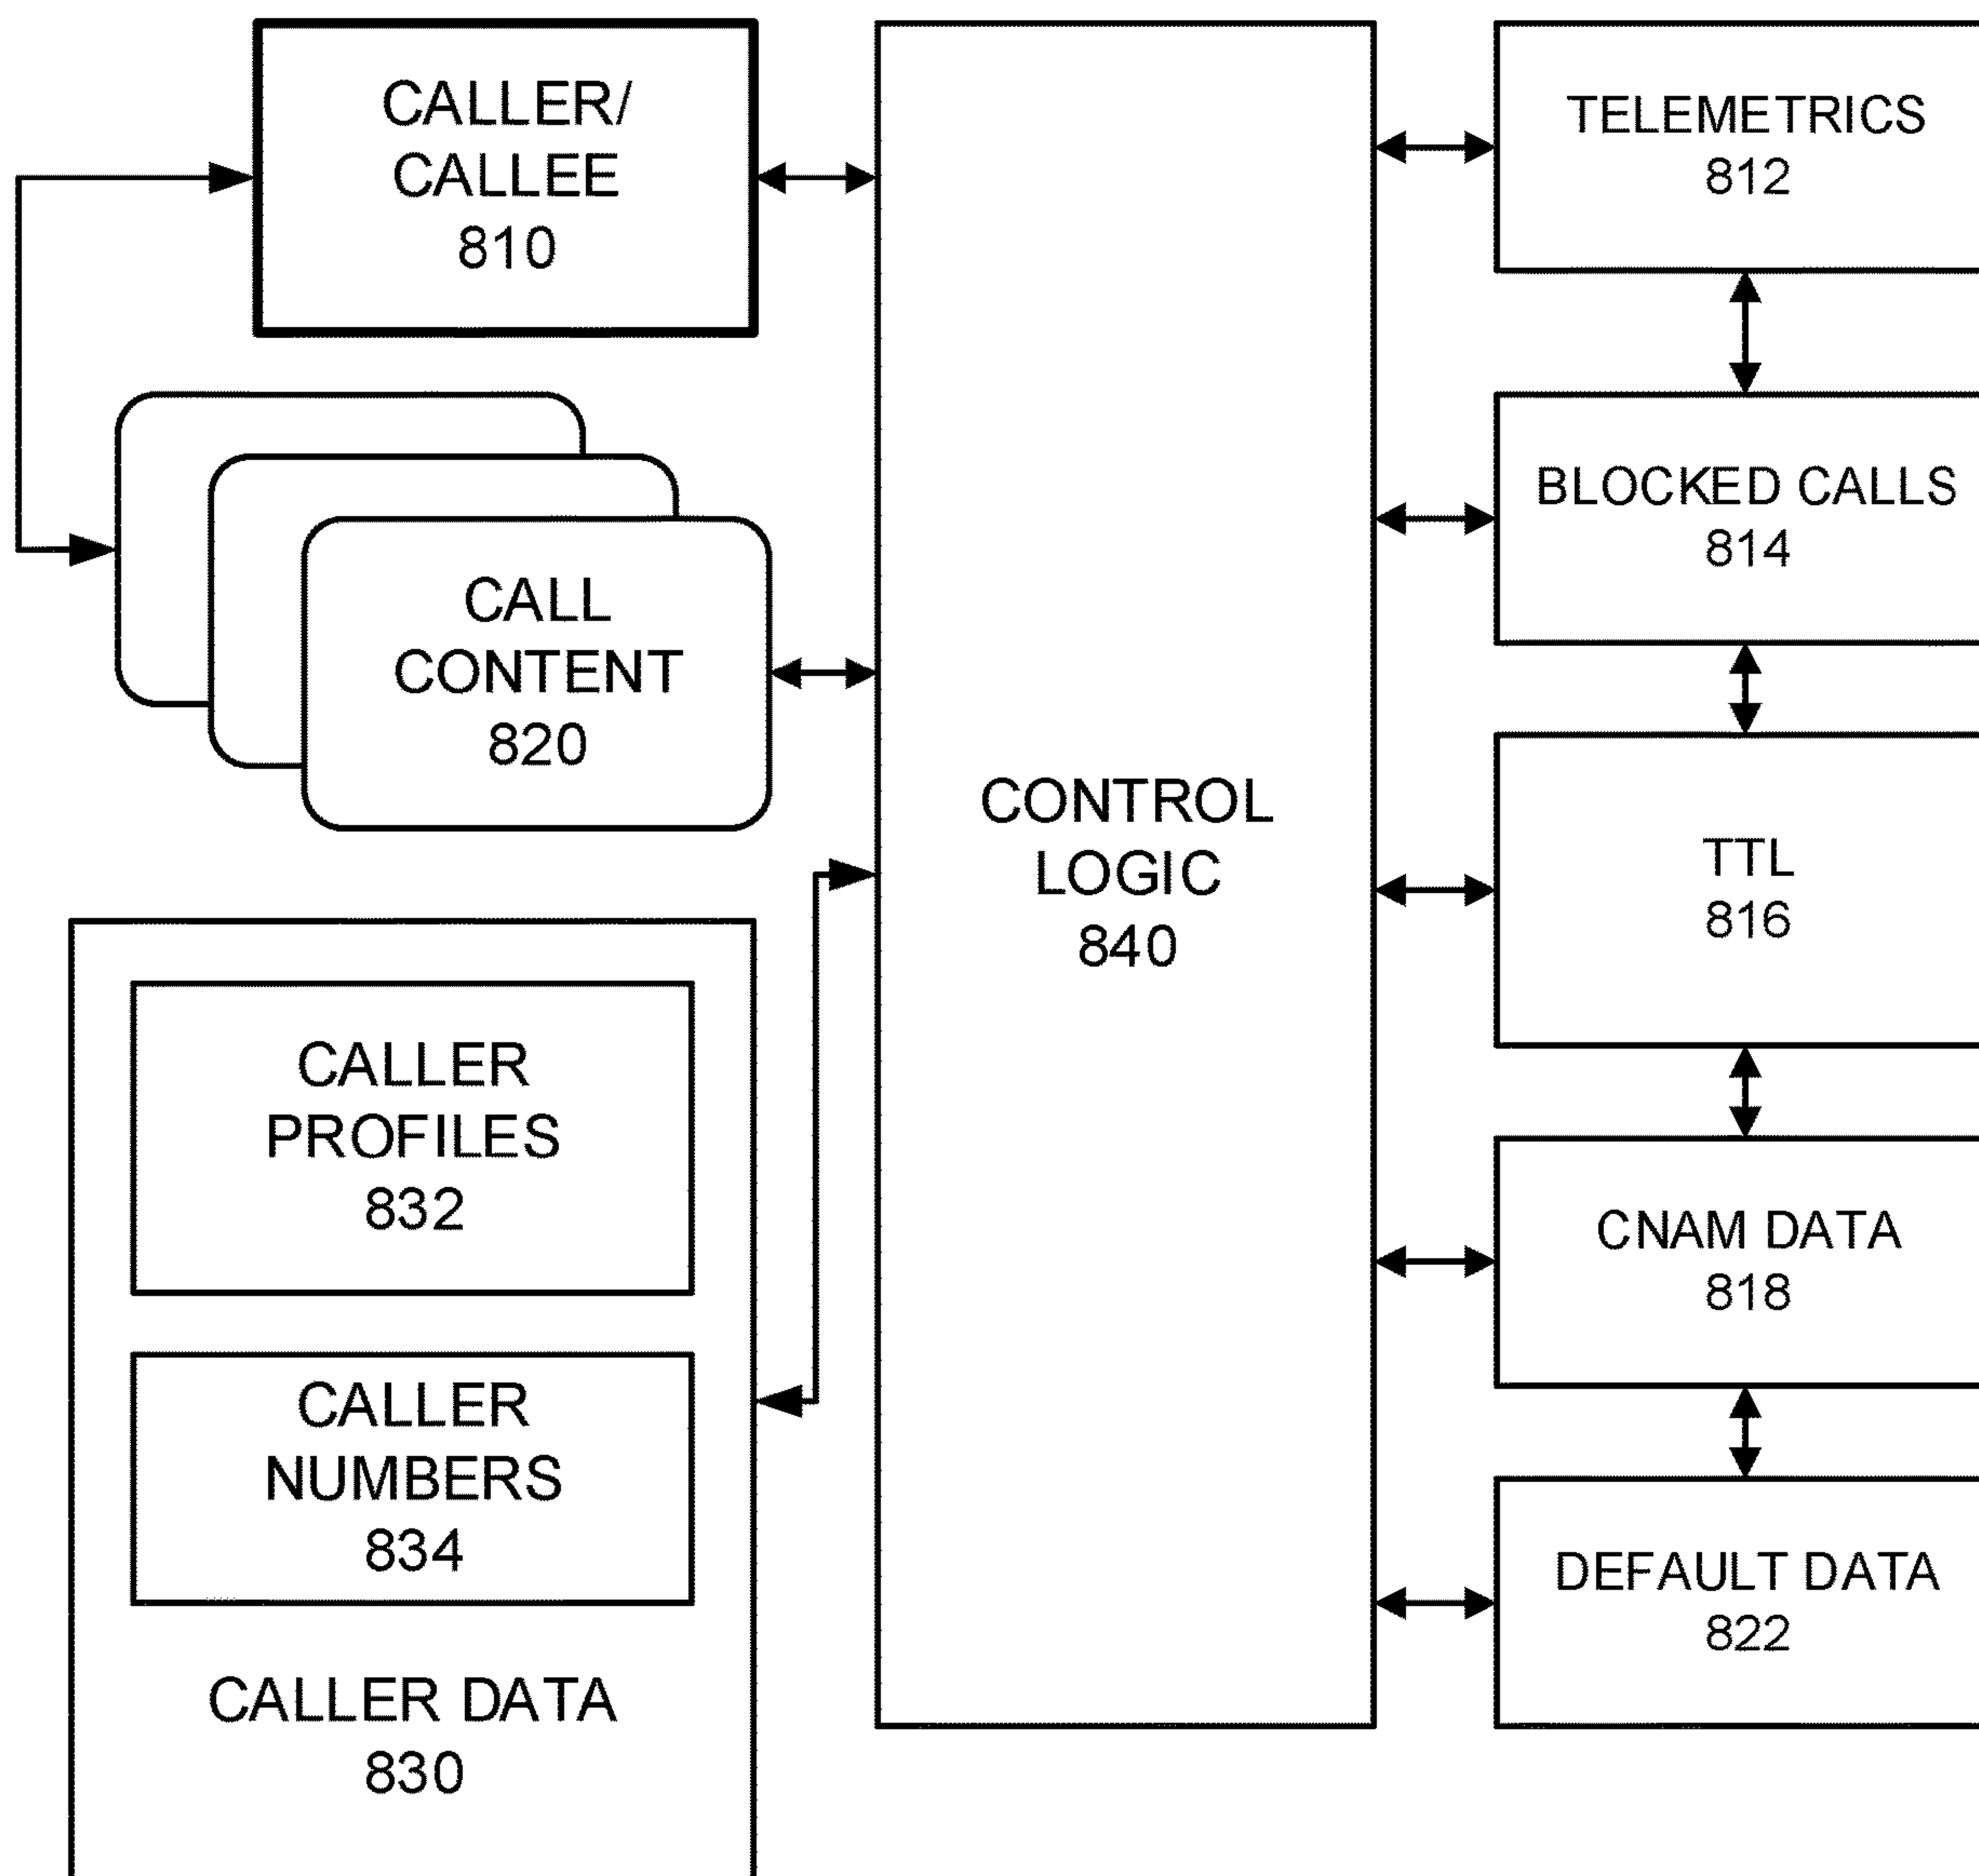 CALLER/
CALLEE
810
CALL
CONTENT
820
CALLER
PROFILES
832
CALLER
NUMBERS
834
CALLER DATA
830
CONTROL
LOGIC
840
TELEMETRICS
812
BLOCKED CALLS
814
TTL
816
CNAM DATA
818
DEFAULT DATA
822